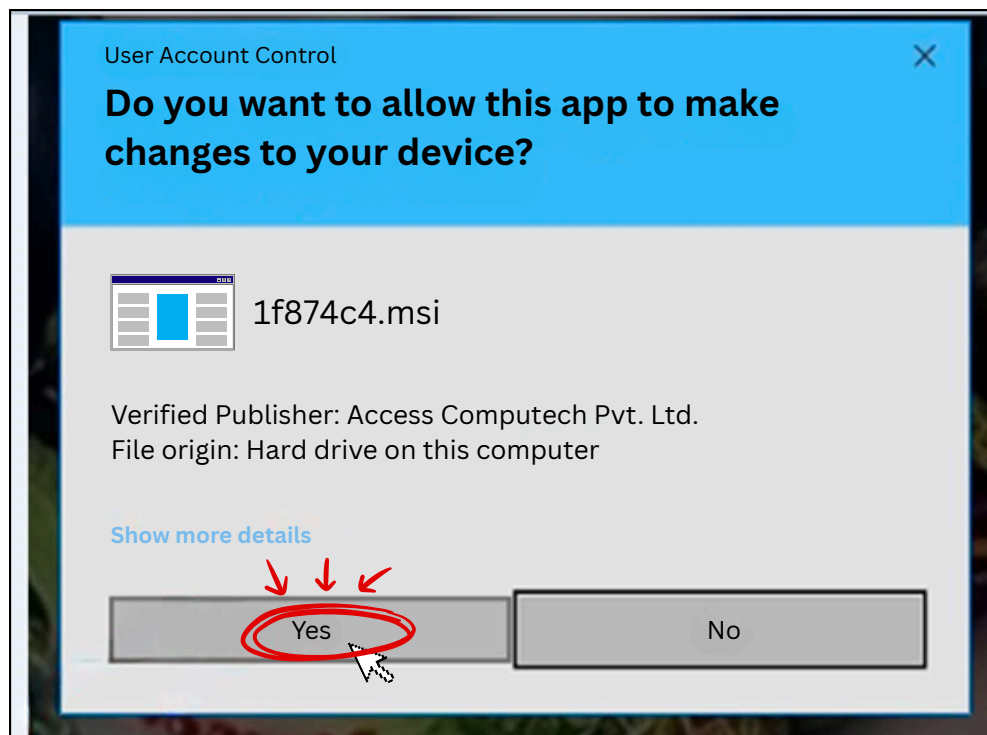 User Account Control
Do you want to allow this app to make
changes to your device?
1f874c4.msi
Verified Publisher: Access Computech Pvt. Ltd.
File origin: Hard drive on this computer
Show more details
Yes
No